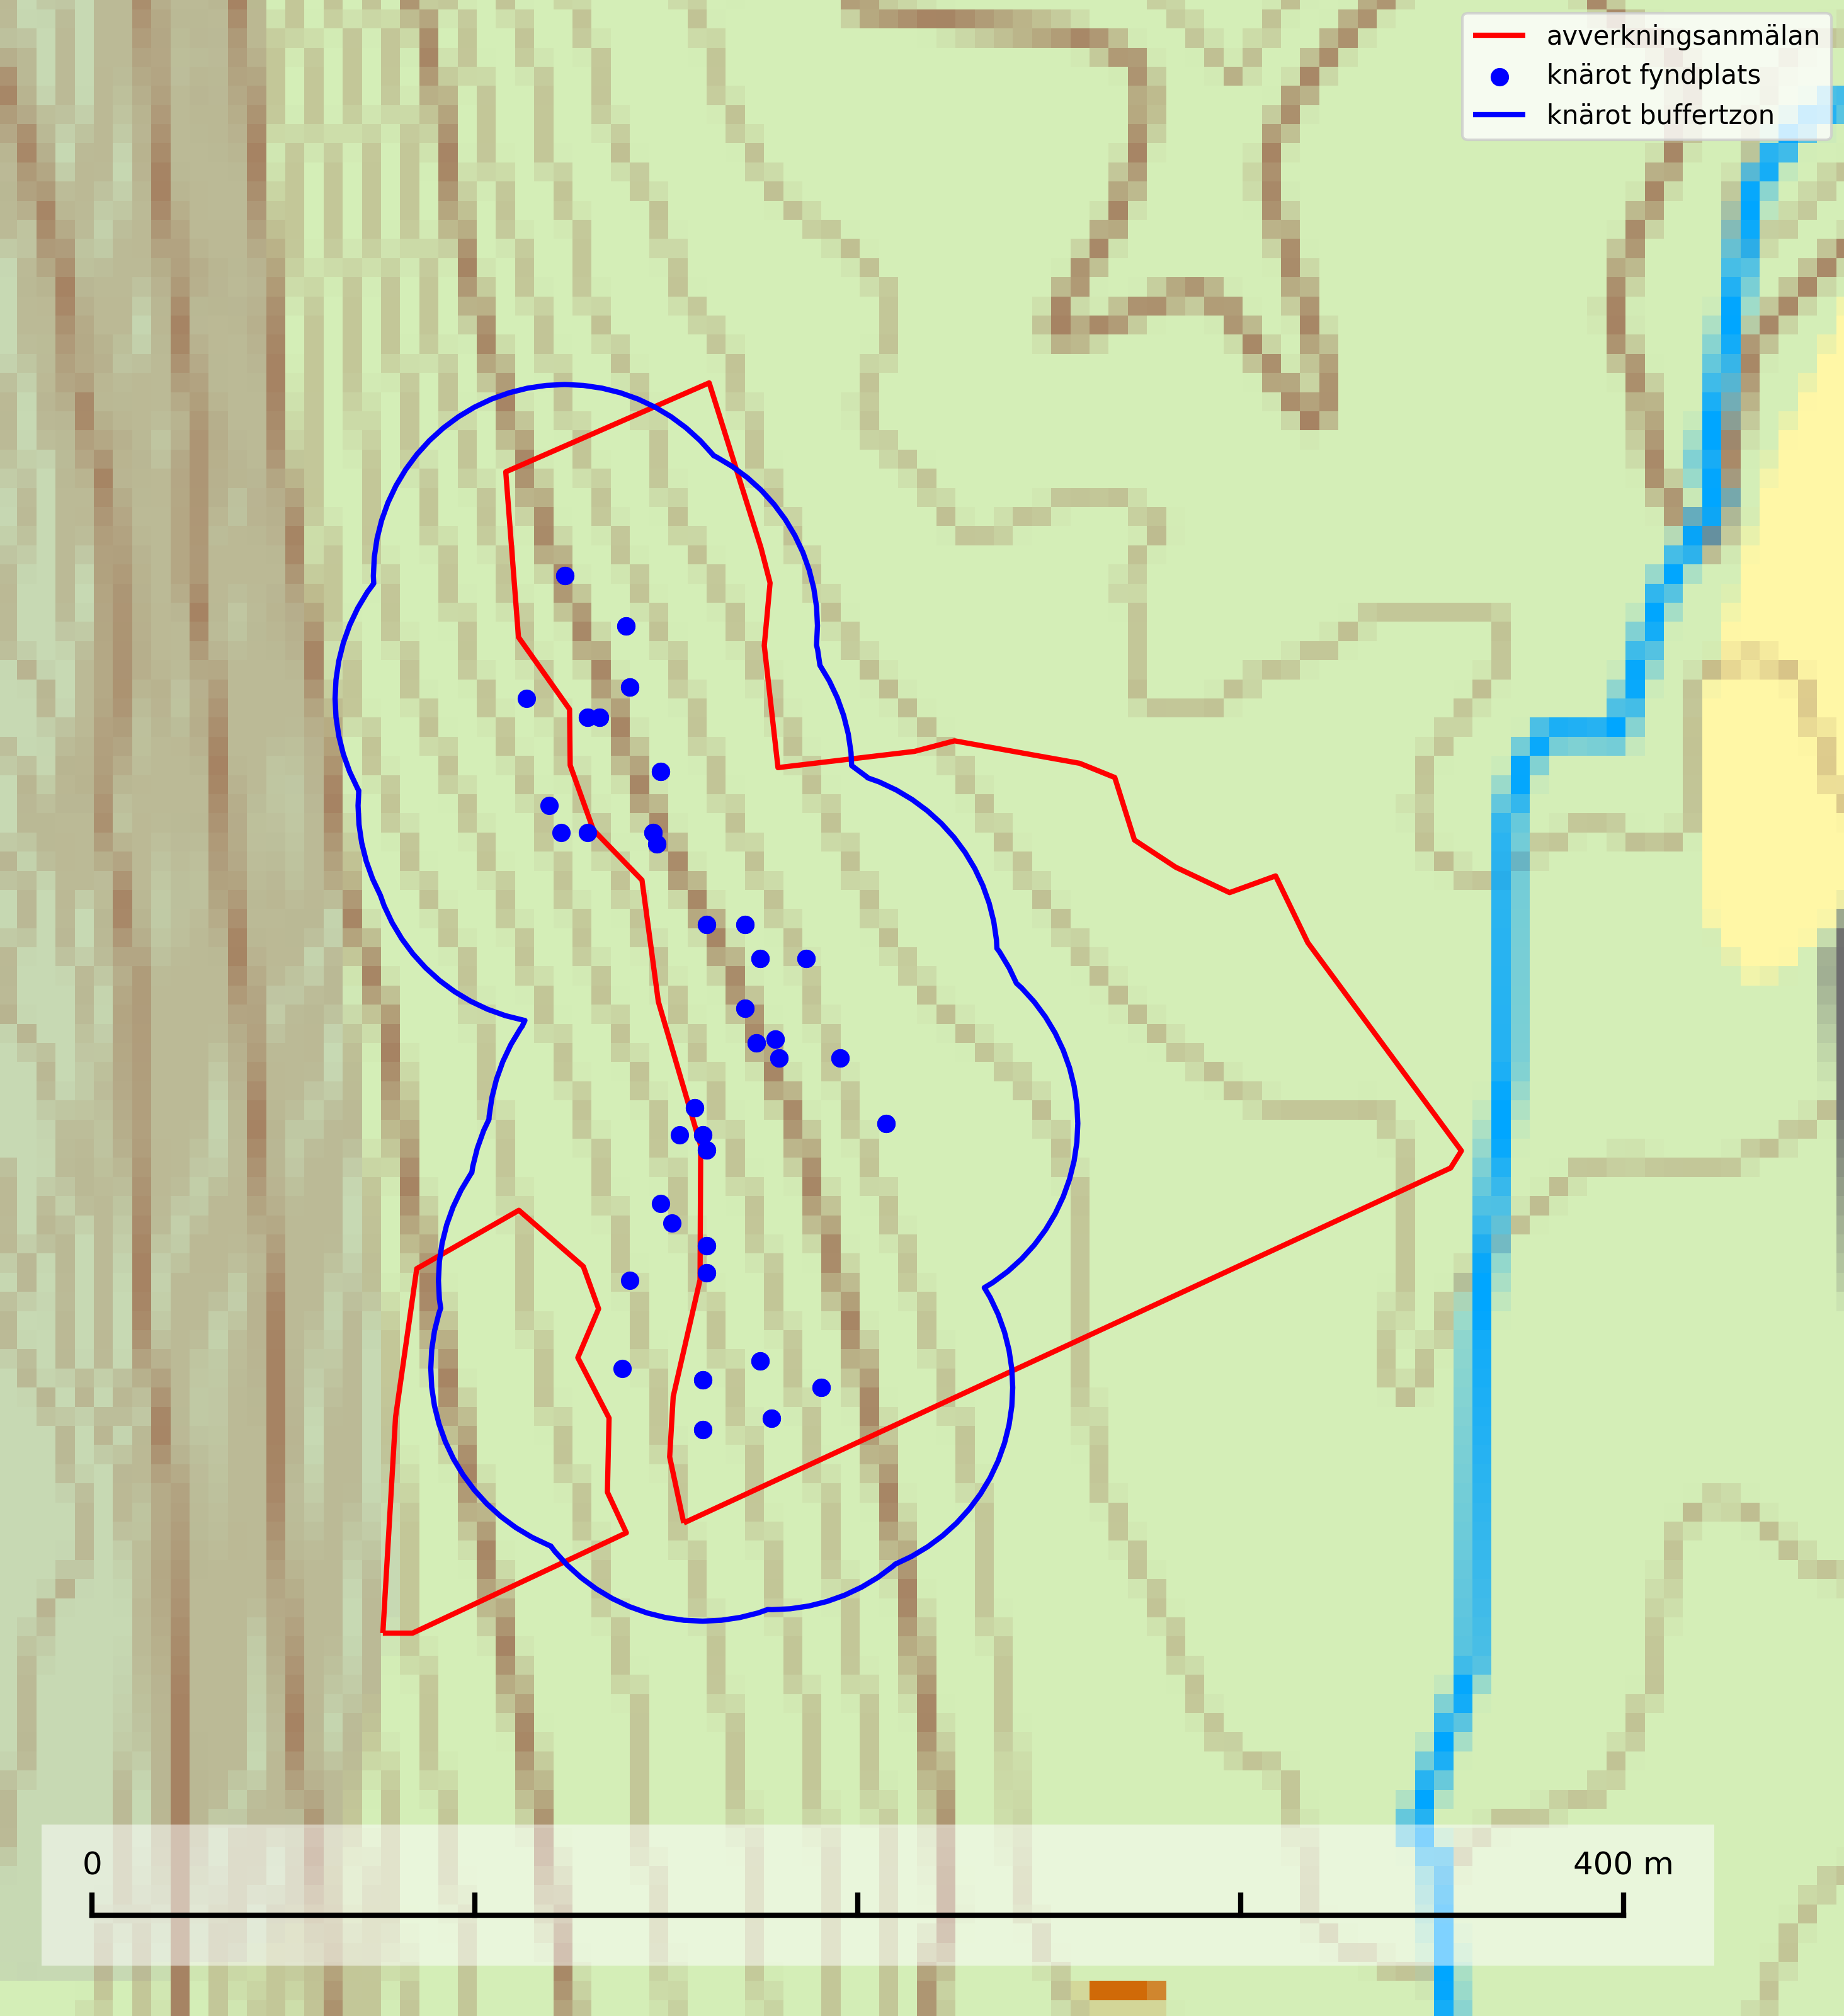 avverkningsanmälan
knärot fyndplats
knärot buffertzon
0
400 m